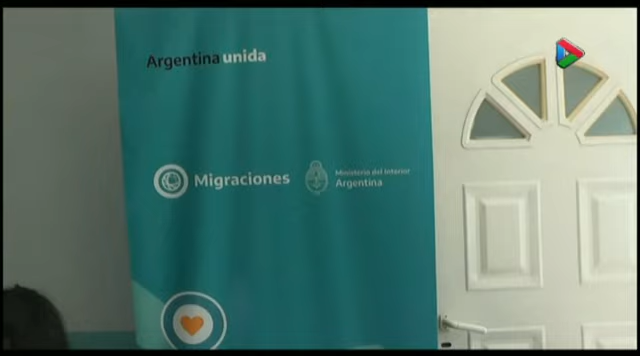 Argentina unida
Migraciones
Ministerio del Interior
Argentina